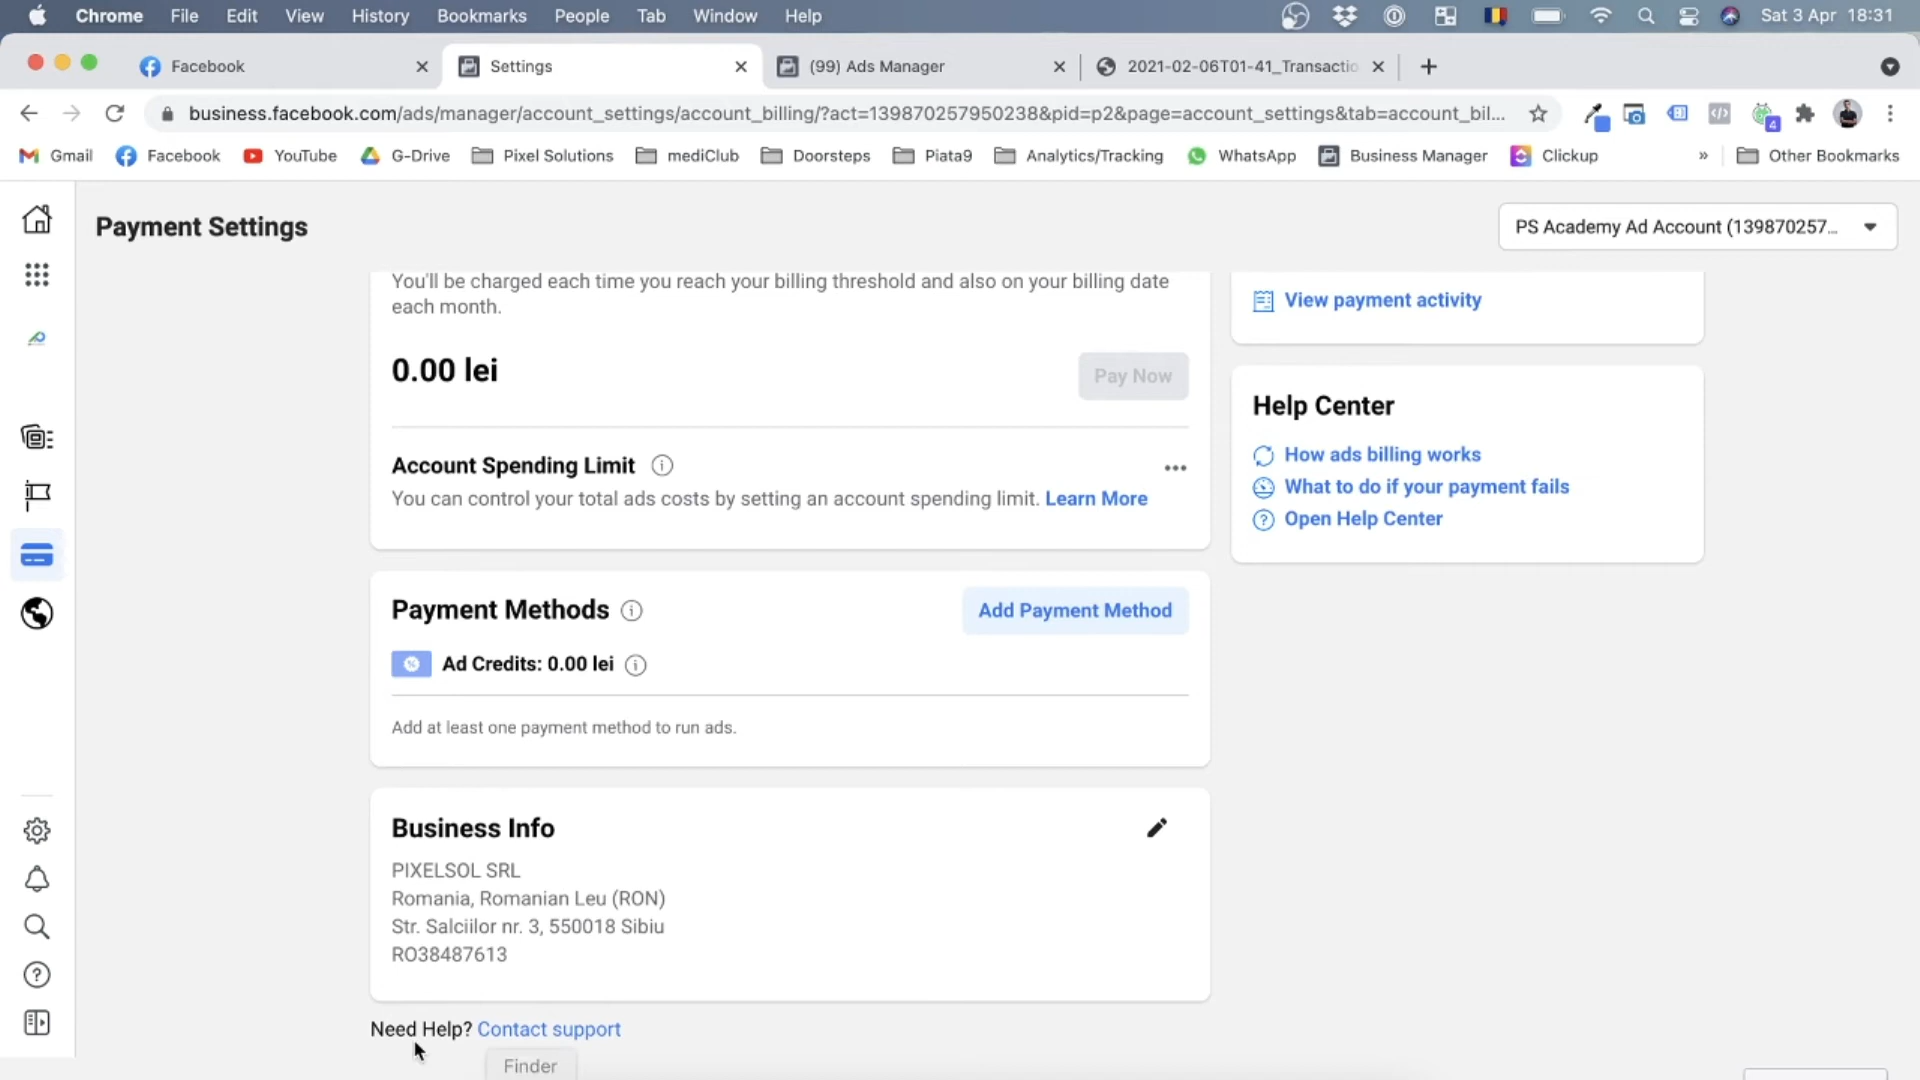 Chrome File Edit View History Bookmarks People Tab Window Help Sat 3 Apr 18:31
Facebook Settings (99) Ads Manager 2021-02-06T01-41_Transactio
business.facebook.com/ads/manager/account_settings/account_billing/?act=139870257950238&pid=p2&page=account_settings&tab=account_bil... 4
Gmail Facebook YouTube G-Drive Pixel Solutions mediClub Doorsteps Piata9 Analytics/Tracking WhatsApp Business Manager Clickup » Other Bookmarks
Payment Settings
PS Academy Ad Account (139870257...
You'll be charged each time you reach your billing threshold and also on your billing date
each month.
0.00 lei
Pay Now
Account Spending Limit
You can control your total ads costs by setting an account spending limit. Learn More
Payment Methods
Add Payment Method
Ad Credits: 0.00 lei
Add at least one payment method to run ads.
Business Info
PIXELSOL SRL
Romania, Romanian Leu (RON)
Str. Salciilor nr. 3, 550018 Sibiu
RO38487613
Need Help? Contact support
Finder
View payment activity
Help Center
How ads billing works
What to do if your payment fails
Open Help Center